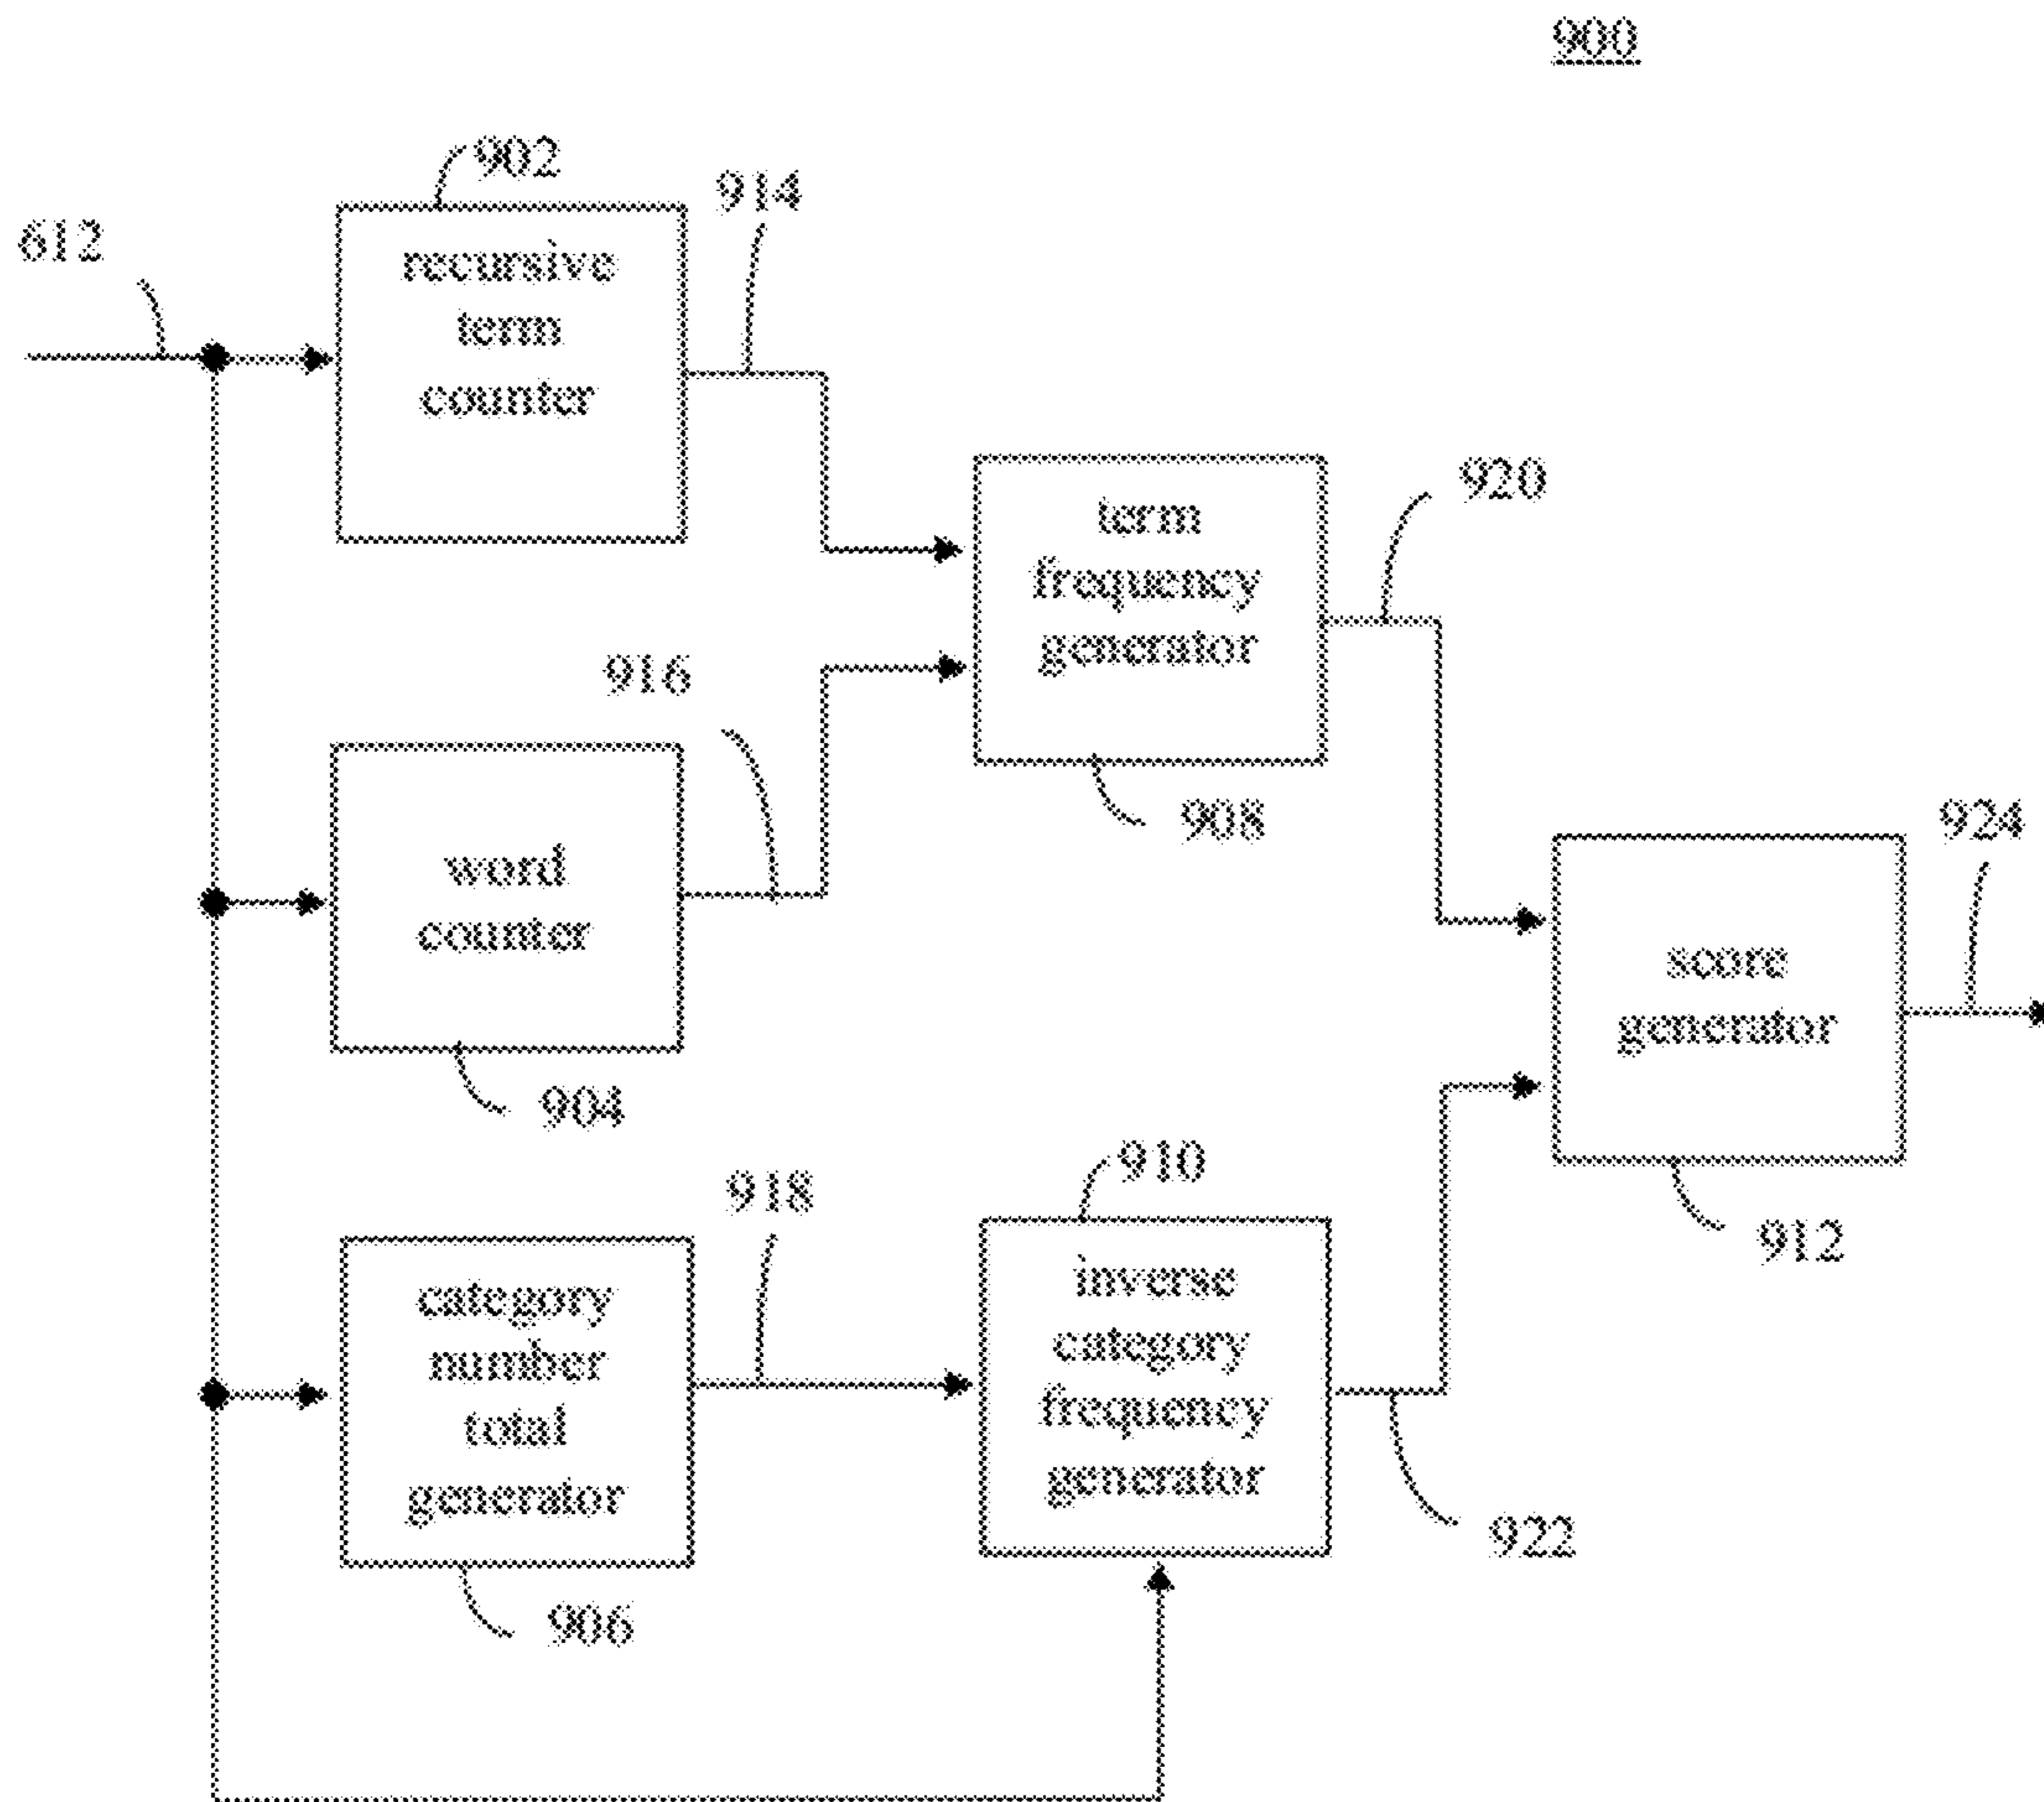 900
902
914
612
recursive
term
counter
920
term
frequency
generator
916
908
924
word
counter
904
score
generator
910
918
912
inverse
category
frequency
generator
category
number
total
generator
922
906